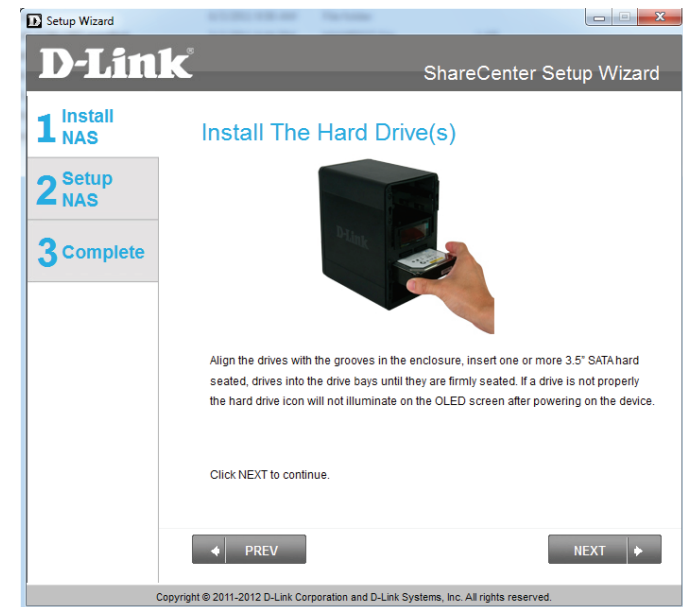 Setup Wizard
D-Link®
ShareCenter Setup Wizard
1 Install NAS
2 Setup NAS
3 Complete
Install The Hard Drive(s)
D-Link
Align the drives with the grooves in the enclosure, insert one or more 3.5" SATA hard
seated, drives into the drive bays until they are firmly seated. If a drive is not properly
the hard drive icon will not illuminate on the OLED screen after powering on the device.
Click NEXT to continue.
PREV
NEXT
Copyright © 2011-2012 D-Link Corporation and D-Link Systems, Inc. All rights reserved.